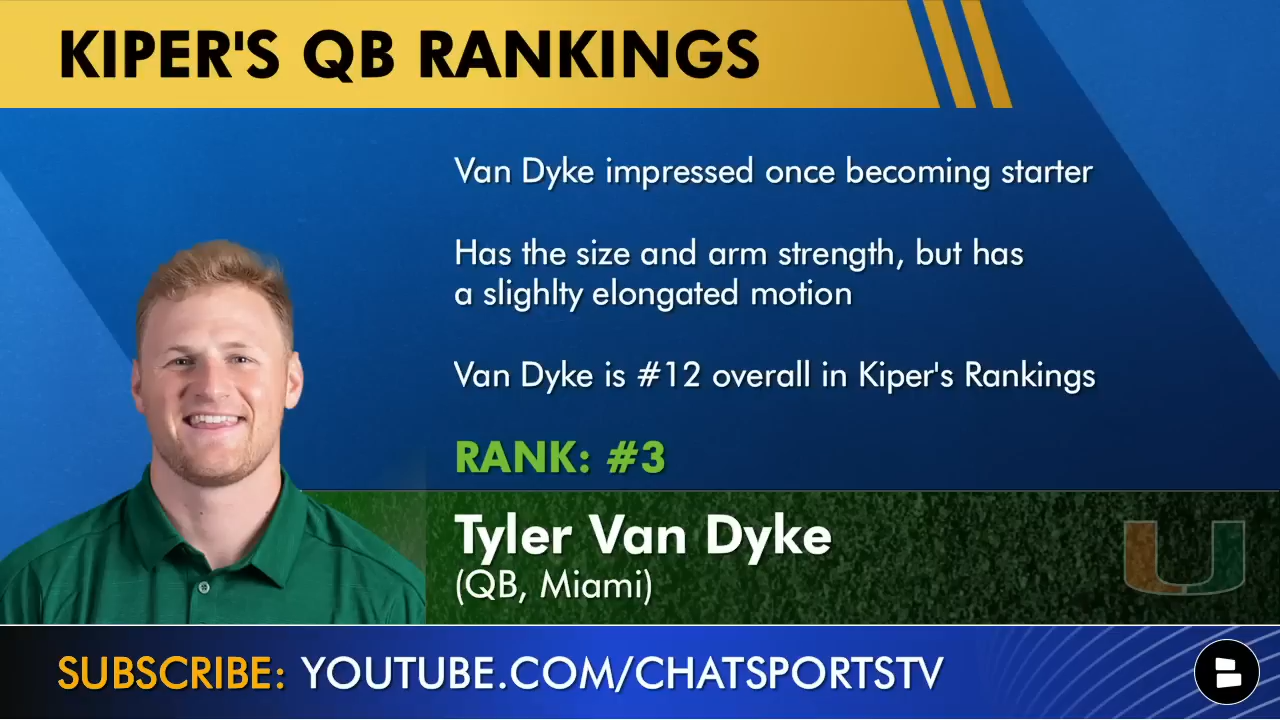 KIPER'S QB RANKINGS
Van Dyke impressed once becoming starter
Has the size and arm strength, but has
a slighlty elongated motion
Van Dyke is #12 overall in Kiper's Rankings
RANK: #3
Tyler Van Dyke
(QB, Miami)
U
SUBSCRIBE: YOUTUBE.COM/CHATSPORTSTV